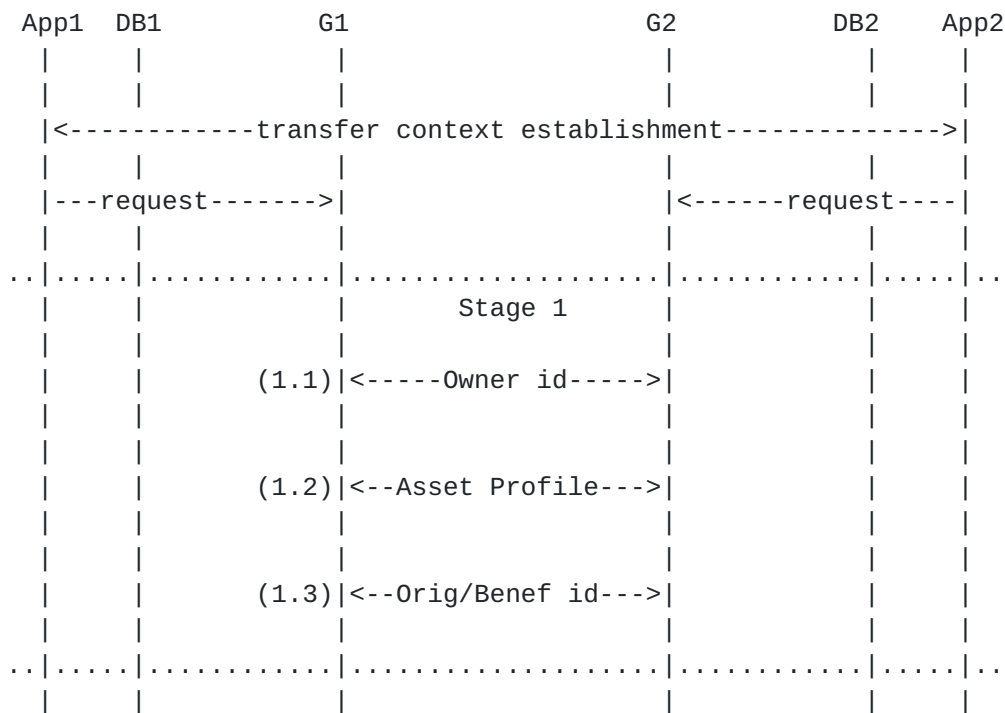 App1 DB1 G1 G2 DB2 App2
transfer context establishment
request request
Stage 1
(1.1) Owner id
(1.2) Asset Profile
(1.3) Orig/Benef id